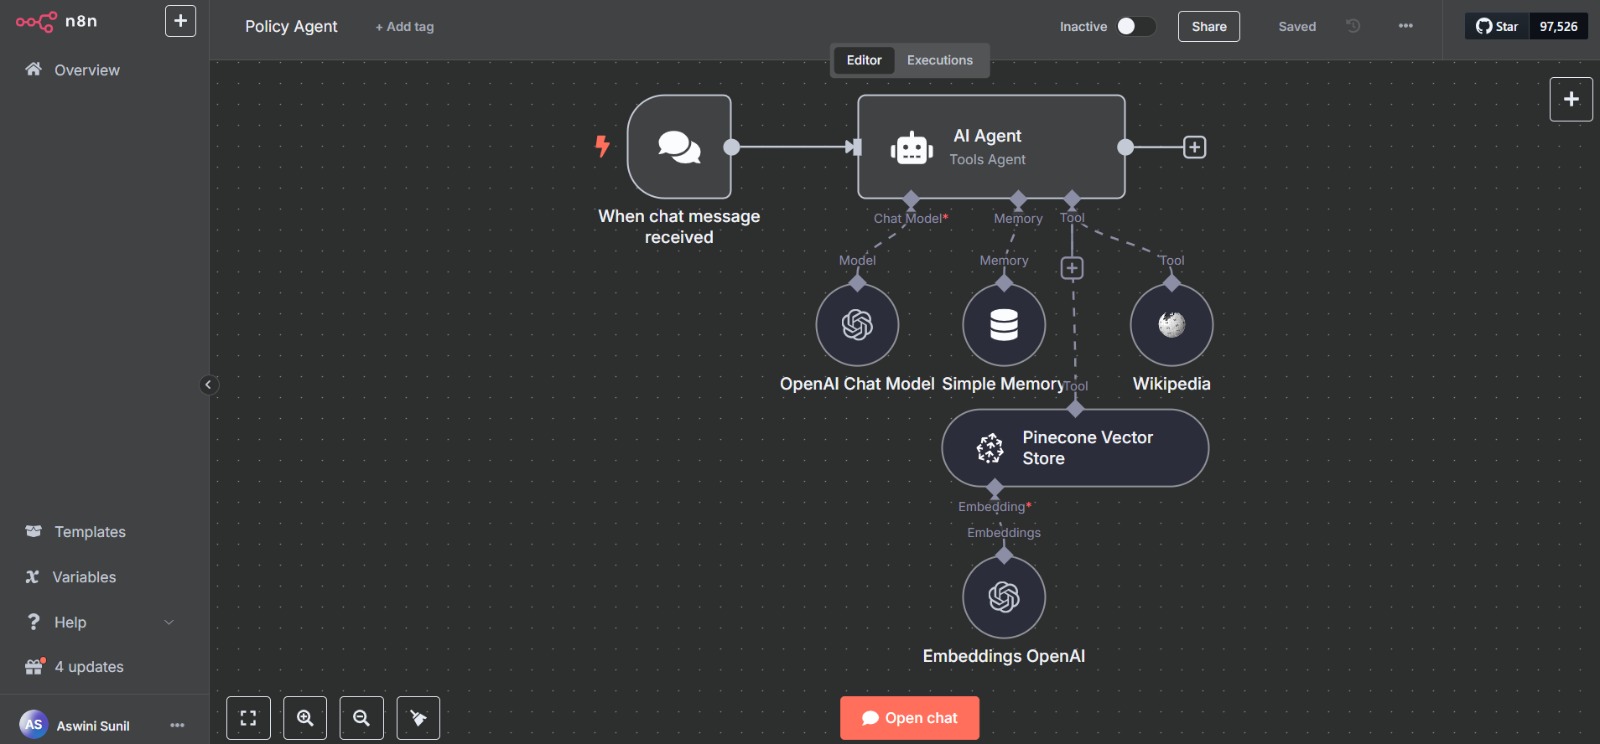 n8n
+
Policy Agent
+ Add tag
Inactive
Share
Saved
Star
97,526
Editor
Executions
Overview
AI Agent
Tools Agent
When chat message
received
Chat Model*
Memory
Tool
Model
Memory
Tool
OpenAI Chat Model
Simple Memory
Tool
Wikipedia
Pinecone Vector
Store
Embedding*
Embeddings
Embeddings OpenAI
Templates
Variables
? Help
4 updates
AS
Aswini Sunil
Open chat